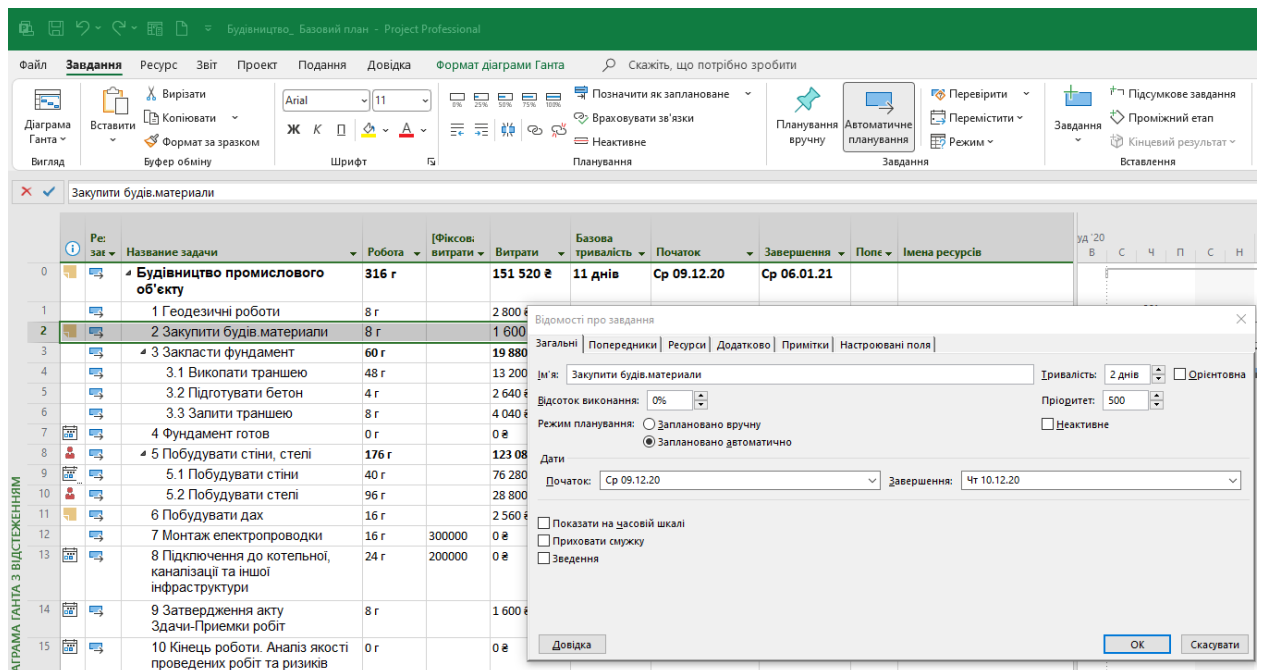 Будівництво_ Базовий план - Project Professional
Файл Завдання Ресурс Звіт Проект Подання Довідка Формат діаграми Ганта Скажіть, що потрібно зробити
Діаграма Ганта
Вигляд
Вставити
Вирізати
Копіювати
Формат за зразком
Буфер обміну
Arial 11
Ж К П А
Шрифт
0% 25% 50% 75% 100%
Позначити як заплановане
Враховувати зв'язки
Неактивне
Планування
Планування вручну
Автоматичне планування
Перевірити
Перемістити
Режим
Завдання
Завдання
Підсумкове завдання
Проміжний етап
Кінцевий результат
Вставлення
Закупити будів.материали
Название задачи Робота Витрати Базова тривалість Початок Завершення Попе Імена ресурсів
В С Ч П С Н
0 Будівництво промислового об'єкту 316 г 151 520 ₴ 11 днів Ср 09.12.20 Ср 06.01.21
1 1 Геодезичні роботи 8 г 2 800
2 2 Закупити будів.материали 8 г 1 600
3 3 Закласти фундамент 60 г 19 880
4 3.1 Викопати траншею 48 г 13 200
5 3.2 Підготувати бетон 4 г 2 640
6 3.3 Залити траншею 8 г 4 040
7 4 Фундамент готов 0 г 0 ₴
8 5 Побудувати стіни, стелі 176 г 123 08
9 5.1 Побудувати стіни 40 г 76 280
10 5.2 Побудувати стелі 96 г 28 800
11 6 Побудувати дах 16 г 2 560
12 7 Монтаж електропроводки 16 г 300000 0 ₴
13 8 Підключення до котельної, каналізації та іншої інфраструктури 24 г 200000 0 ₴
14 9 Затвердження акту Здачи-Приемки робіт 8 г 1 600
15 10 Кінець роботи. Аналіз якості проведених робіт та ризиків 0 г 0 ₴
АГРАМА ГАНТА З ВІДСТЕЖЕННЯМ
Відомості про завдання
Загальні Попередники Ресурси Додатково Примітки Настроювані поля
Ім'я: Закупити будів.материали Тривалість: 2 днів Орієнтовна
Відсоток виконання: 0% Пріоритет: 500
Режим планування: Заплановано вручну Неактивне
Заплановано автоматично
Дати
Початок: Ср 09.12.20 Завершення: Чт 10.12.20
Показати на часовій шкалі
Приховати смужку
Зведення
Довідка OK Скасувати